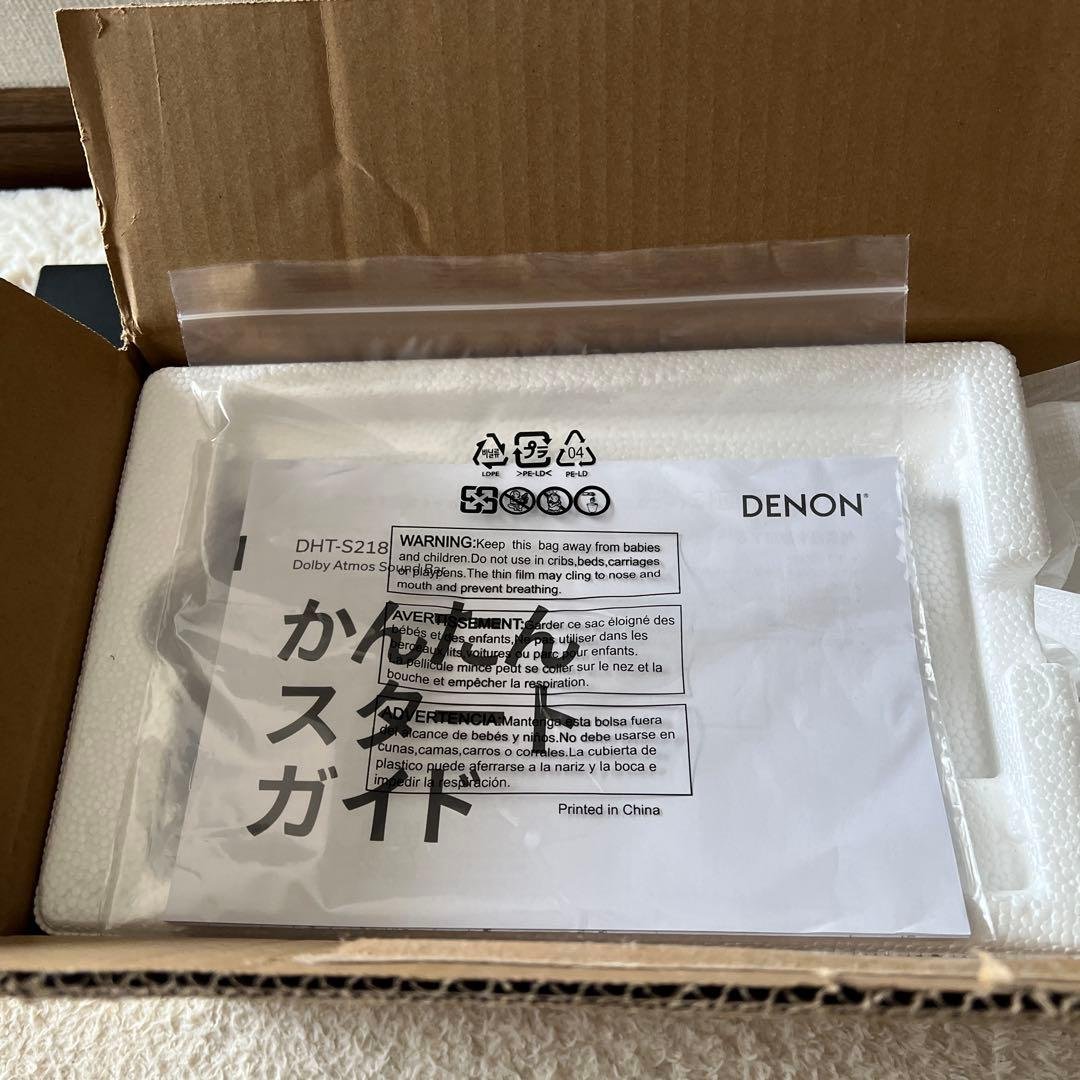 비닐류
LDPE
プラ
>PE-LD<
04
PE-LD
DENON®
DHT-S218
Dolby Atmos Sound Bar
かんたん
スタート
ガイド
WARNING:Keep this bag away from babies
and children.Do not use in cribs,beds,carriages
or playpens.The thin film may cling to nose and
mouth and prevent breathing.
AVERTISSEMENT:Garder ce sac éloigné des
bébés et des enfants,Ne pas utiliser dans les
berceaux,lits,voitures ou parc pour enfants.
La pellicule mince peut se coller sur le nez et la
bouche et empêcher la respiration.
ADVERTENCIA:Mantenga esta bolsa fuera
del alcance de bebés y niños.No debe usarse en
cunas,camas,carros o corrales.La cubierta de
plastico puede aferrarse a la nariz y la boca e
impedir la respiración.
Printed in China